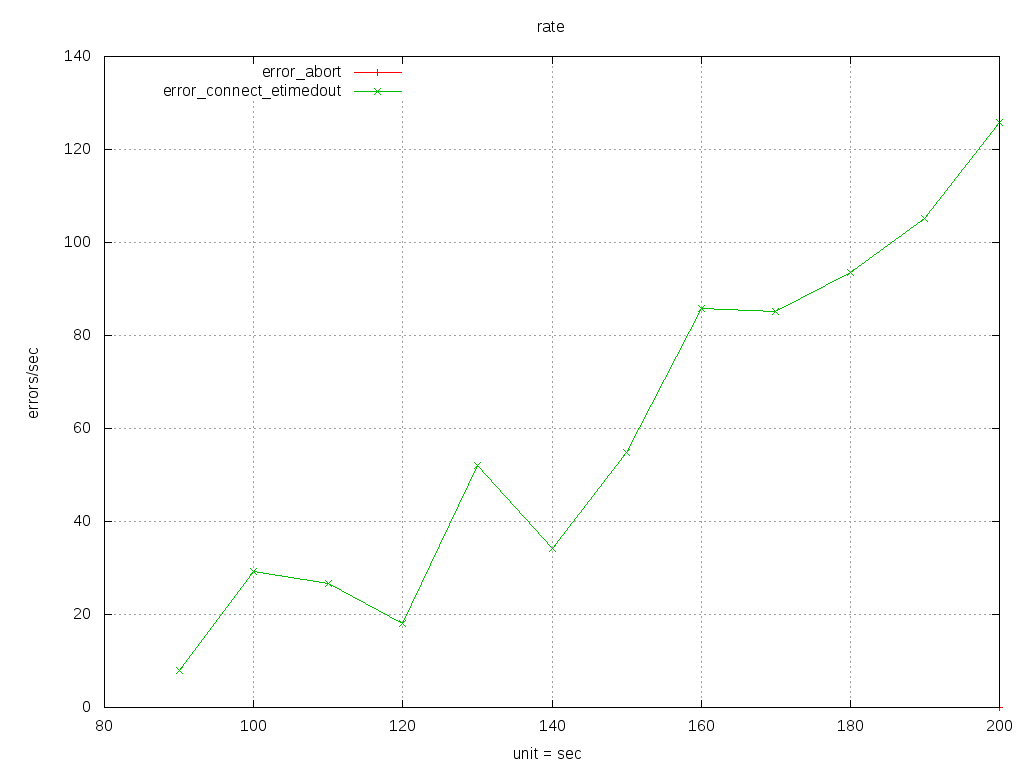 rate
140
120
100
80
60
40
20
0
error_abort
error_connect_etimedout
errors/sec
80 100 120 140 160 180 200
unit = sec